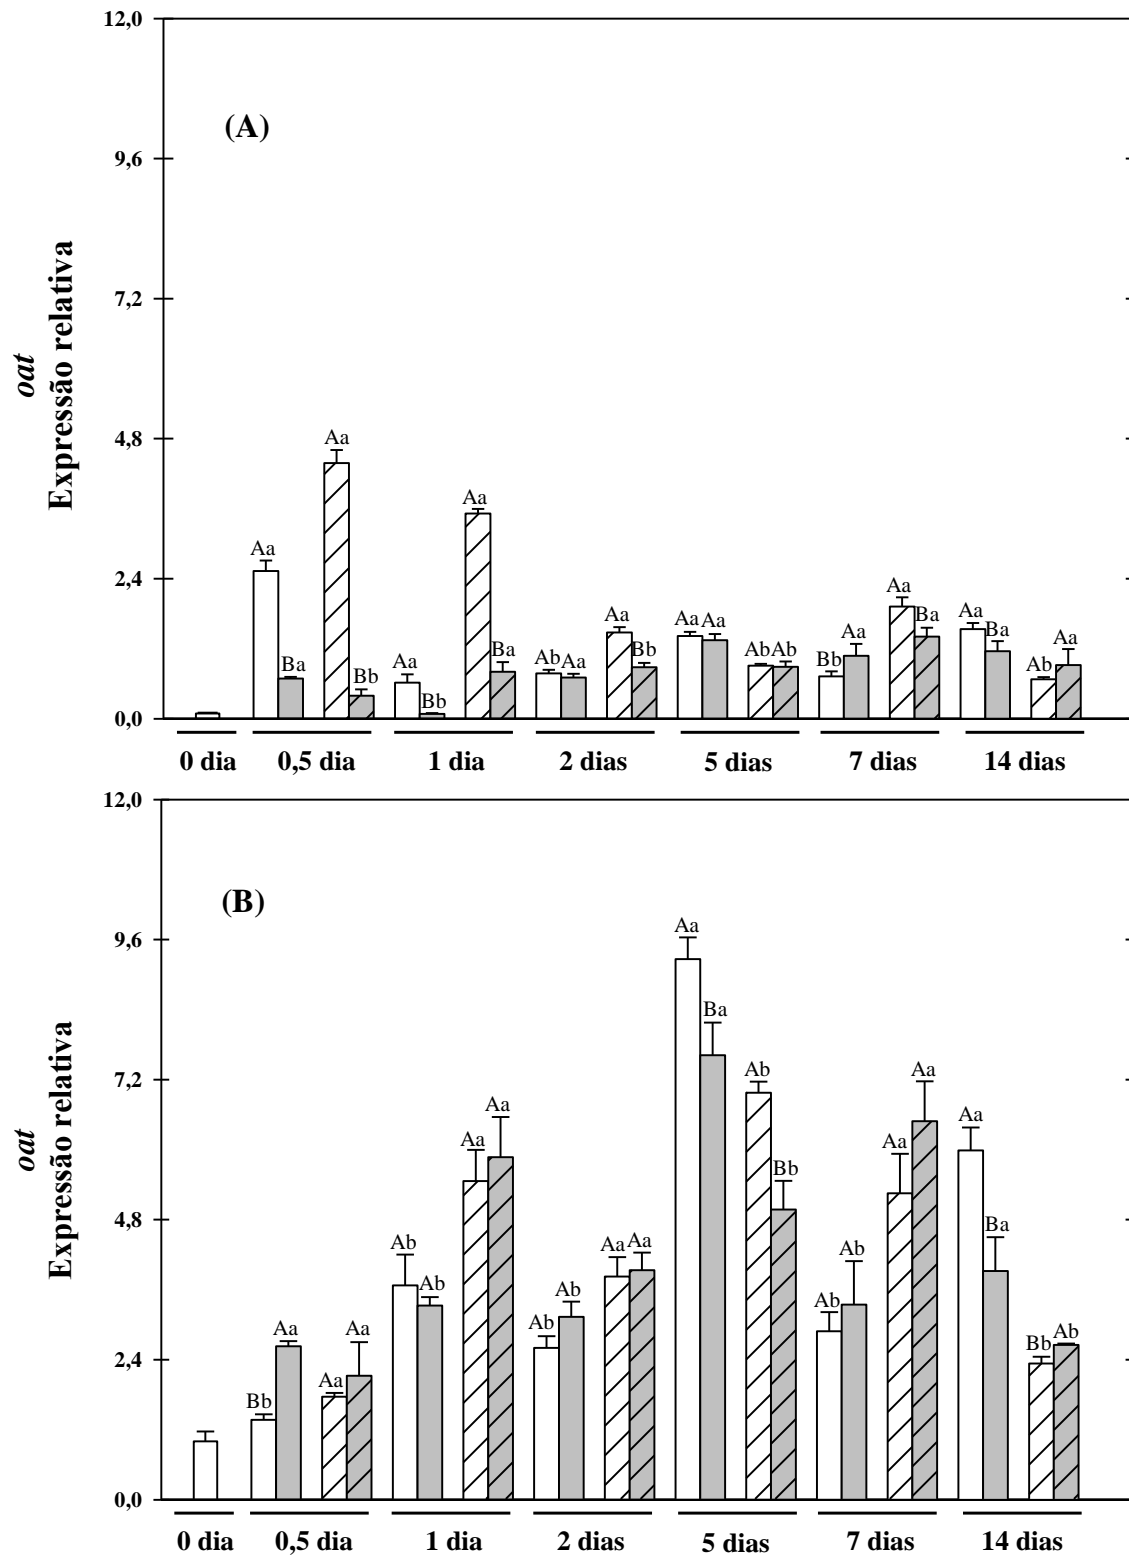 12,0
(A)
9,6
7,2
oat
Expressão relativa
4,8
2,4
0,0
Aa Ba Aa Bb Aa Bb Aa Ba Ab Aa Aa Bb Aa Aa Ab Ab Bb Aa Aa Ba Aa Ba Ab Aa
0 dia 0,5 dia 1 dia 2 dias 5 dias 7 dias 14 dias
12,0
(B)
9,6
7,2
oat
Expressão relativa
4,8
2,4
0,0
Bb Aa Aa Aa Ab Ab Aa Aa Ab Ab Aa Aa Aa Ba Ab Bb Ab Ab Aa Aa Aa Ba Bb Ab
0 dia 0,5 dia 1 dia 2 dias 5 dias 7 dias 14 dias